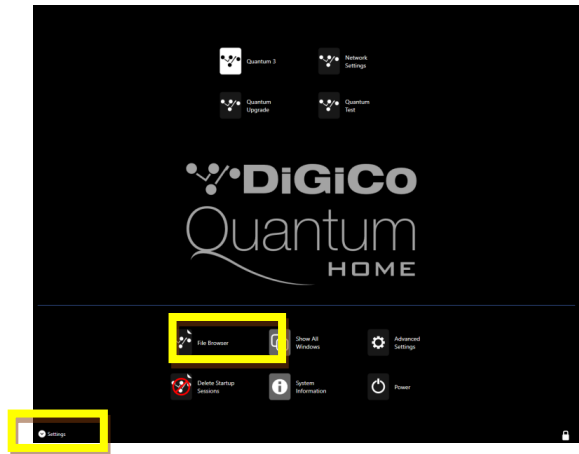 Quantum 3
Network
Settings
Quantum
Upgrade
Quantum
Test
DiGiCo
Quantum
HOME
File Browser
Show All
Windows
Advanced
Settings
Delete Startup
Sessions
System
Information
Power
Settings